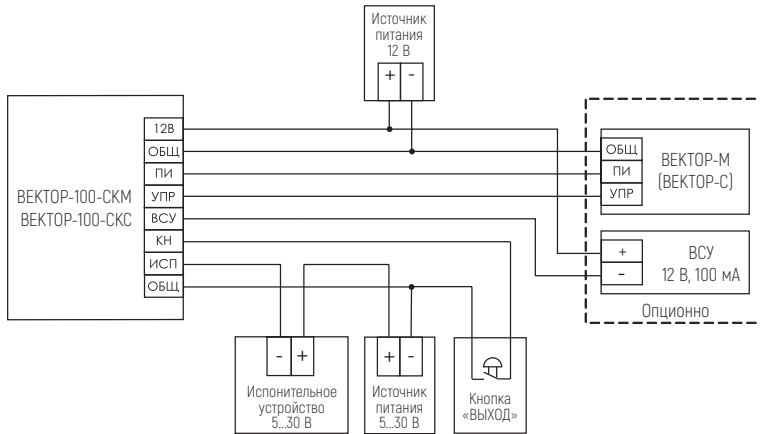 Источник
питания
12 В
+ -
12В
ОБЩ
ПИ
УПР
ВСУ
КН
ИСП
ОБЩ
ВЕКТОР-100-СКМ
ВЕКТОР-100-СКС
ОБЩ
ПИ
УПР
ВЕКТОР-М
(ВЕКТОР-С)
+
-
ВСУ
12 В, 100 мА
Опционно
- +
Испонительное
устройство
5...30 В
+ -
Источник
питания
5...30 В
Кнопка
«ВЫХОД»